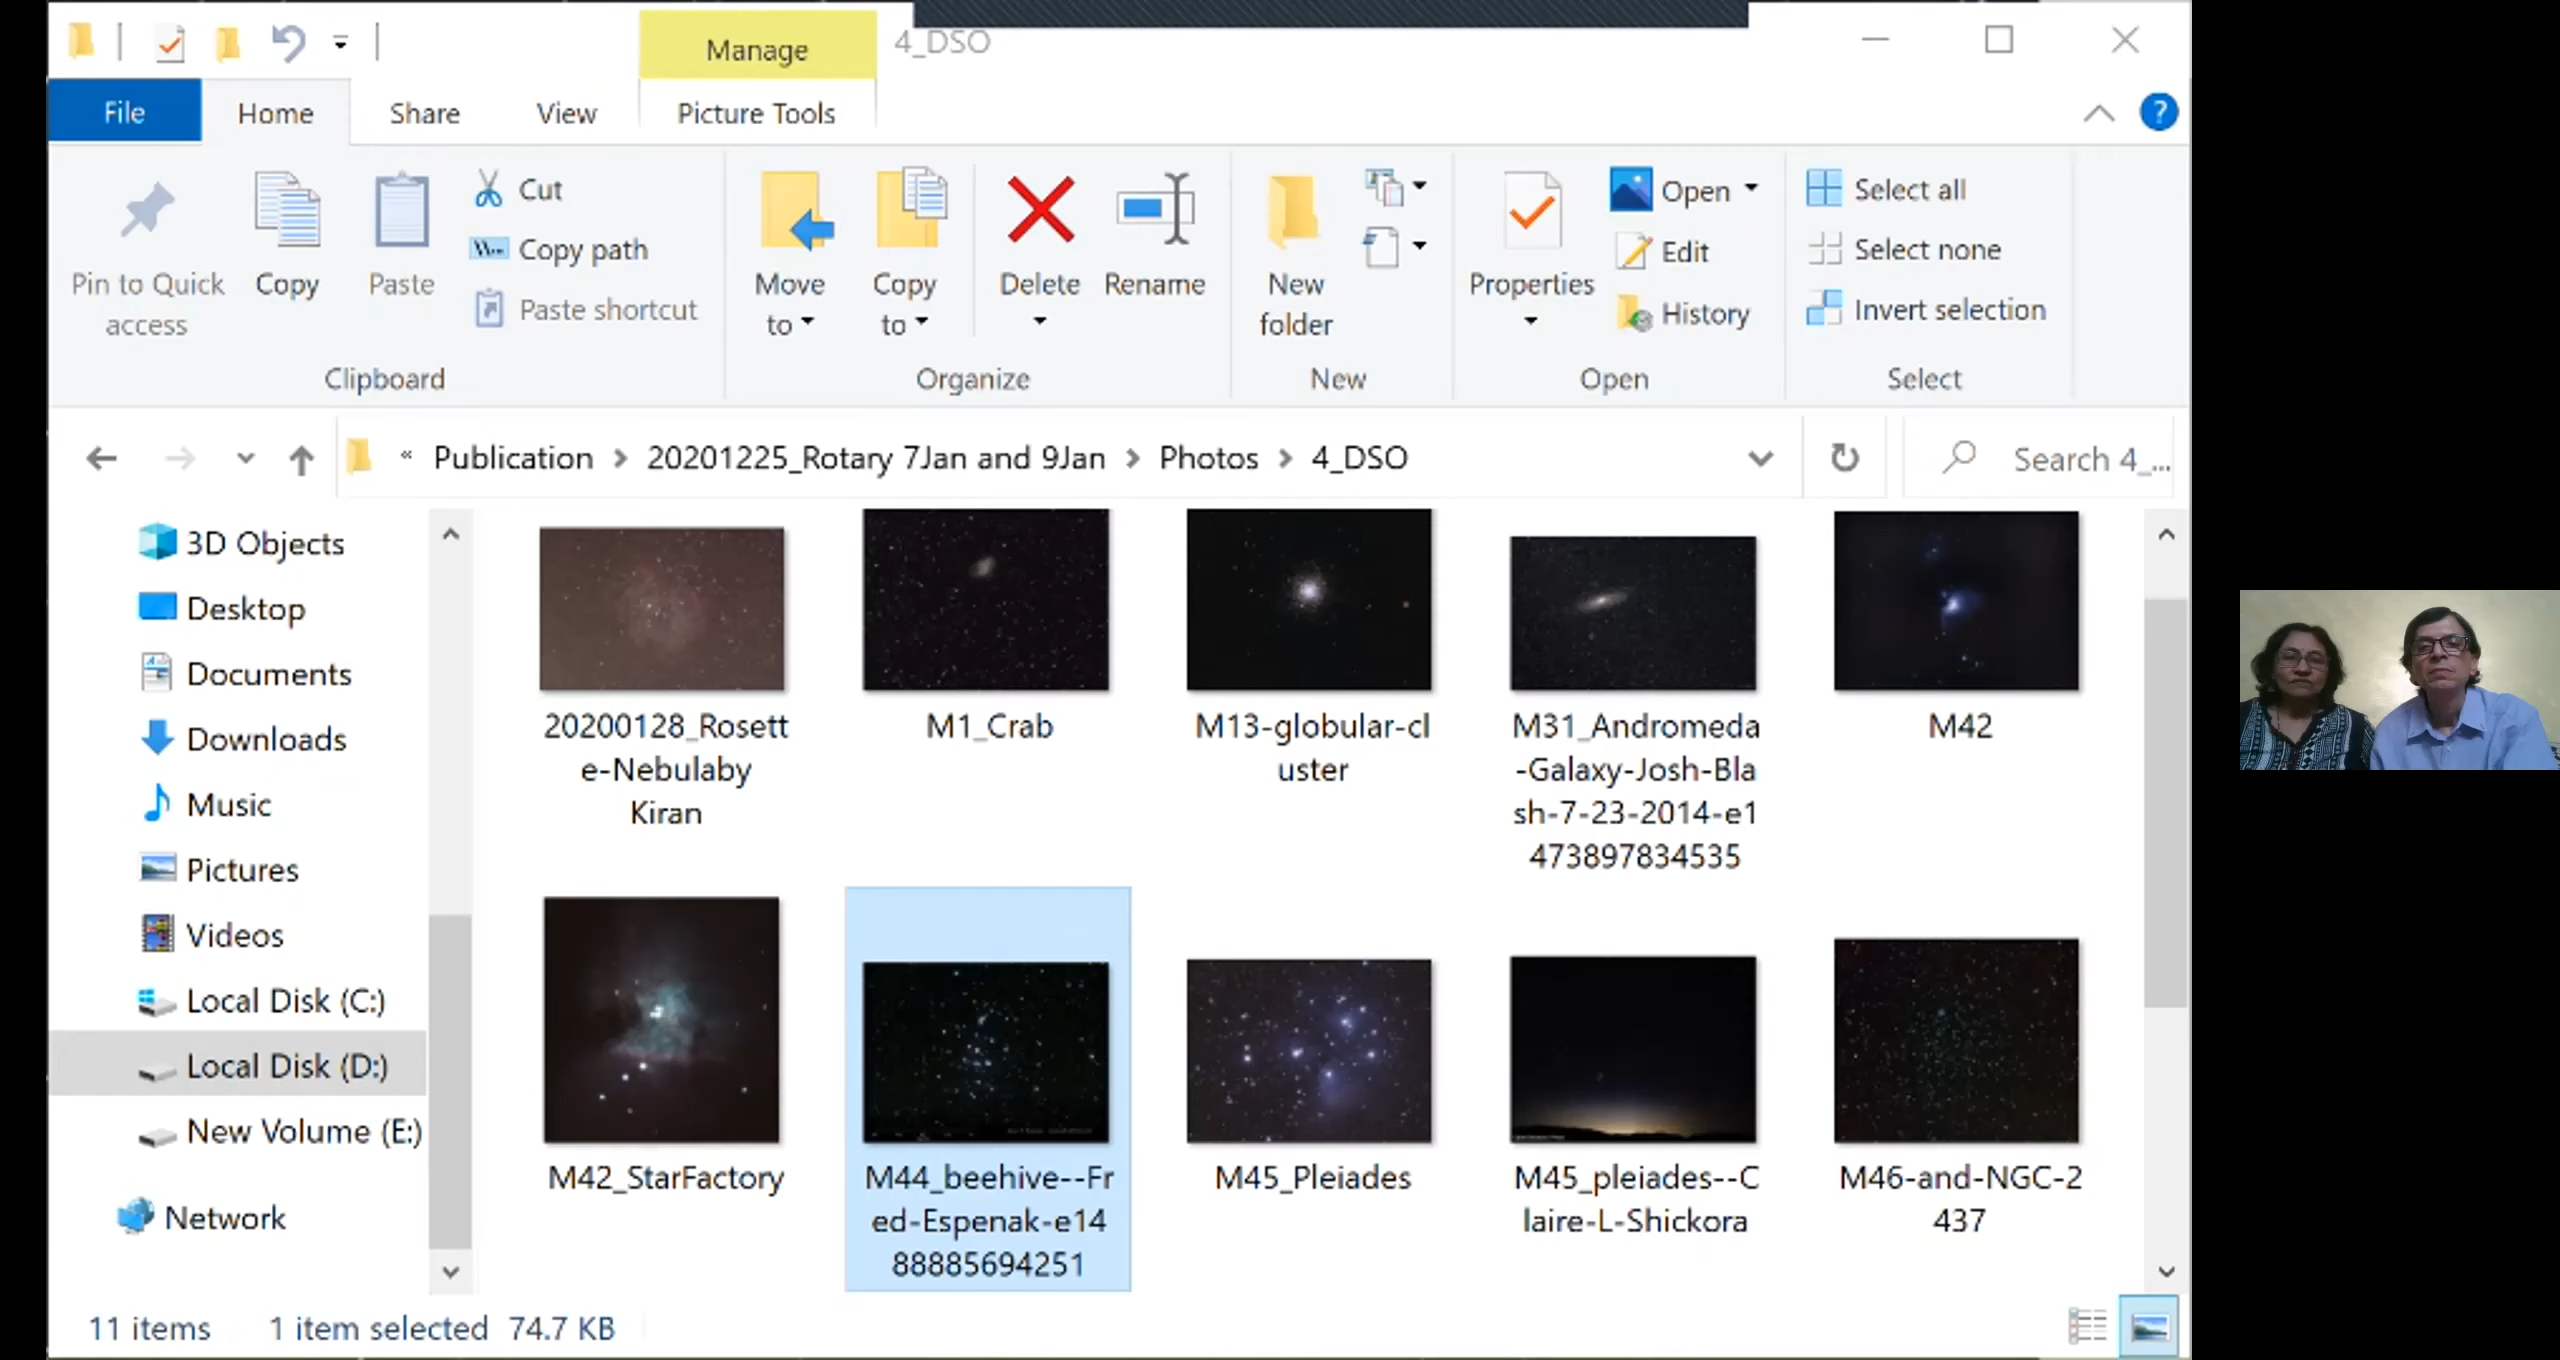 Manage
4_DSO
File
Home
Share
View
Picture Tools
?
Pin to Quick
access
Copy
Paste
Cut
Copy path
Paste shortcut
Clipboard
Move
to
Copy
to
Delete
Rename
Organize
New
folder
New
Properties
Open
Edit
History
Open
Select all
Select none
Invert selection
Select
« Publication > 20201225_Rotary 7Jan and 9Jan > Photos > 4_DSO
Search 4_...
3D Objects
Desktop
Documents
Downloads
Music
Pictures
Videos
Local Disk (C:)
Local Disk (D:)
New Volume (E:)
Network
20200128_Rosett
e-Nebulaby
Kiran
M1_Crab
M13-globular-cl
uster
M31_Andromeda
-Galaxy-Josh-Bla
sh-7-23-2014-e1
473897834535
M42
M42_StarFactory
M44_beehive--Fr
ed-Espenak-e14
88885694251
M45_Pleiades
M45_pleiades--C
laire-L-Shickora
M46-and-NGC-2
437
11 items
1 item selected 74.7 KB